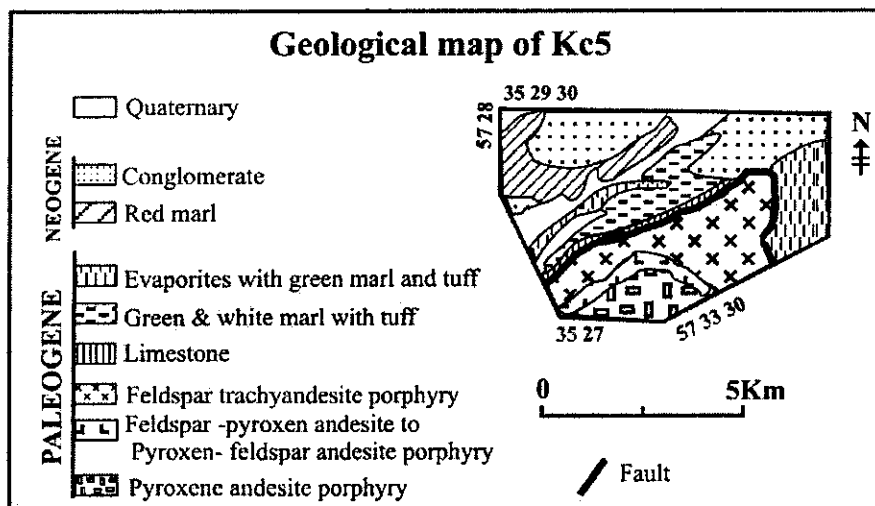 Geological map of Kc5
Quaternary
NEOGENE
Conglomerate
Red marl
PALEOGENE
Evaporites with green marl and tuff
Green & white marl with tuff
Limestone
Feldspar trachyandesite porphyry
Feldspar -pyroxen andesite to
Pyroxen- feldspar andesite porphyry
Pyroxene andesite porphyry
35 29 30
57 28
N
35 27
57 33 30
0 5Km
Fault